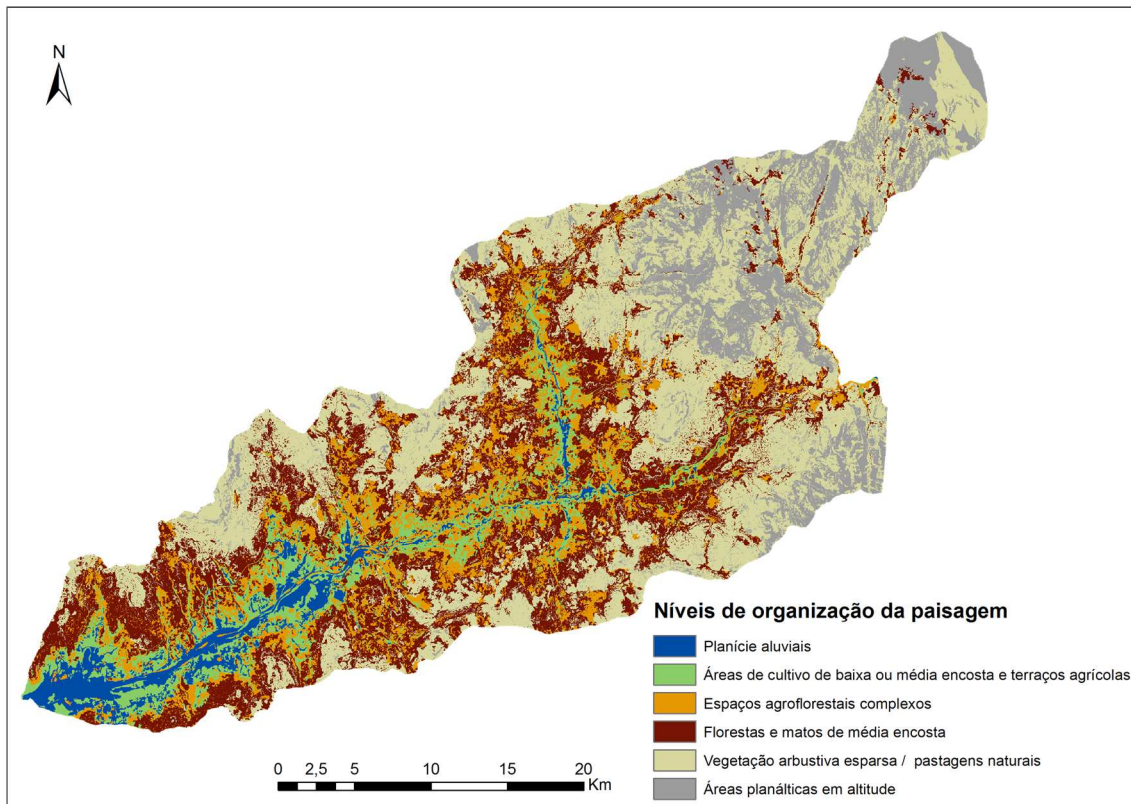 N
Níveis de organização da paisagem
Planície aluviais
Áreas de cultivo de baixa ou média encosta e terraços agrícolas
Espaços agroflorestais complexos
Florestas e matos de média encosta
Vegetação arbustiva esparsa / pastagens naturais
Áreas planálticas em altitude
0 2,5 5 10 15 20
Km